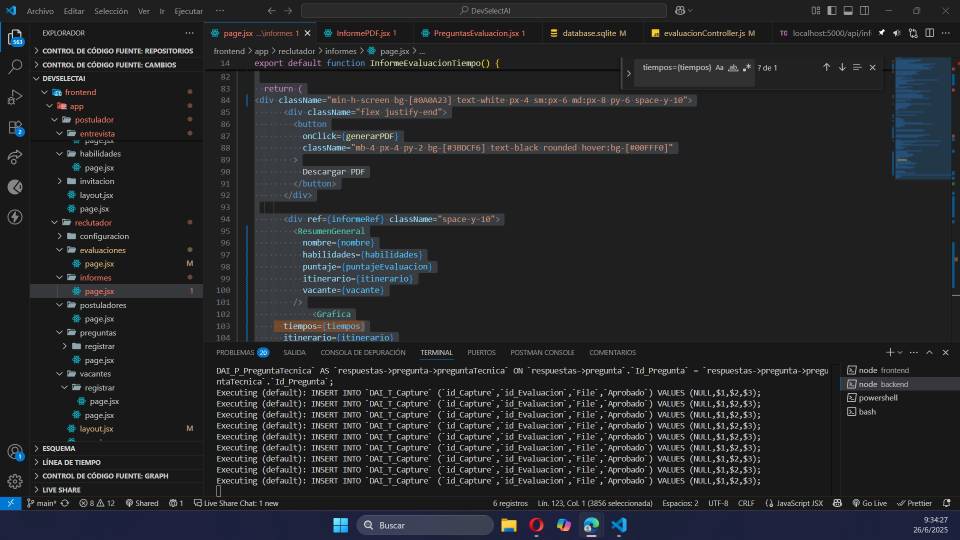 Archivo Editar Selección Ver Ir Ejecutar ...
DevSelectAI
EXPLORADOR
CONTROL DE CÓDIGO FUENTE: REPOSITORIOS
CONTROL DE CÓDIGO FUENTE: CAMBIOS
DEVSELECTAI
frontend
app
postulador
entrevista
page.jsx
habilidades
page.jsx
invitacion
layout.jsx
page.jsx
reclutador
configuracion
evaluaciones
page.jsx M
informes
page.jsx 1
postuladores
page.jsx
preguntas
registrar
page.jsx
vacantes
registrar
page.jsx
page.jsx
layout.jsx M
ESQUEMA
LÍNEA DE TIEMPO
CONTROL DE CÓDIGO FUENTE: GRAPH
LIVE SHARE
563
2
1
page.jsx ...\informes 1
InformePDF.jsx 1
PreguntasEvaluacion.jsx 1
database.sqlite M
evaluacionController.js M
localhost:5000/api/inf
frontend > app > reclutador > informes > page.jsx > ...
tiempos={tiempos}
? de 1
14 export default function InformeEvaluacionTiempo() {
82
83 return (
84 <div className="min-h-screen bg-[#0A0A23] text-white px-4 sm:px-6 md:px-8 py-6 space-y-10">
85 <div className="flex justify-end">
86 <button
87 onClick={generarPDF}
88 className="mb-4 px-4 py-2 bg-[#3BDCF6] text-black rounded hover:bg-[#00FFF0]"
89 >
90 Descargar PDF
91 </button>
92 </div>
93
94 <div ref={informeRef} className="space-y-10">
95 <ResumenGeneral
96 nombre={nombre}
97 habilidades={habilidades}
98 puntaje={puntajeEvaluacion}
99 itinerario={itinerario}
100 vacante={vacante}
101 />
102 <Grafica
103 tiempos={tiempos}
104 itinerario={itinerario}
PROBLEMAS 20 SALIDA CONSOLA DE DEPURACIÓN TERMINAL PUERTOS POSTMAN CONSOLE COMENTARIOS
DAI_P_PreguntaTecnica` AS `respuestas->pregunta->preguntaTecnica` ON `respuestas->pregunta`.`Id_Pregunta` = `respuestas->pregunta->pregu
ntaTecnica`.`Id_Pregunta`;
Executing (default): INSERT INTO `DAI_T_Capture` (`id_Capture`,`id_Evaluacion`,`File`,`Aprobado`) VALUES (NULL,$1,$2,$3);
Executing (default): INSERT INTO `DAI_T_Capture` (`id_Capture`,`id_Evaluacion`,`File`,`Aprobado`) VALUES (NULL,$1,$2,$3);
Executing (default): INSERT INTO `DAI_T_Capture` (`id_Capture`,`id_Evaluacion`,`File`,`Aprobado`) VALUES (NULL,$1,$2,$3);
Executing (default): INSERT INTO `DAI_T_Capture` (`id_Capture`,`id_Evaluacion`,`File`,`Aprobado`) VALUES (NULL,$1,$2,$3);
Executing (default): INSERT INTO `DAI_T_Capture` (`id_Capture`,`id_Evaluacion`,`File`,`Aprobado`) VALUES (NULL,$1,$2,$3);
Executing (default): INSERT INTO `DAI_T_Capture` (`id_Capture`,`id_Evaluacion`,`File`,`Aprobado`) VALUES (NULL,$1,$2,$3);
Executing (default): INSERT INTO `DAI_T_Capture` (`id_Capture`,`id_Evaluacion`,`File`,`Aprobado`) VALUES (NULL,$1,$2,$3);
Executing (default): INSERT INTO `DAI_T_Capture` (`id_Capture`,`id_Evaluacion`,`File`,`Aprobado`) VALUES (NULL,$1,$2,$3);
node frontend
node backend
powershell
bash
main* 8 12 Shared 1 Live Share Chat: 1 new 6 registros Lín. 123, Col. 1 (3856 seleccionada) Espacios: 2 UTF-8 CRLF JavaScript JSX Go Live Prettier
Buscar
9:34:27
26/6/2025